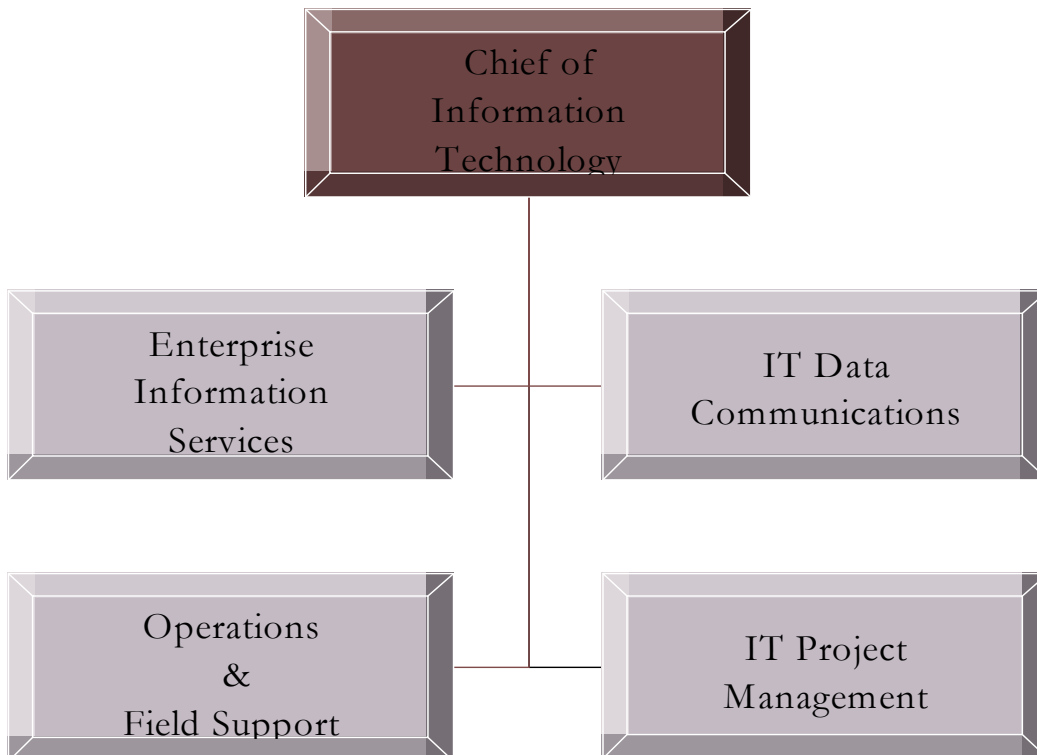 Chief of
Information
Technology
Enterprise
Information
Services
IT Data
Communications
Operations
&
Field Support
IT Project
Management